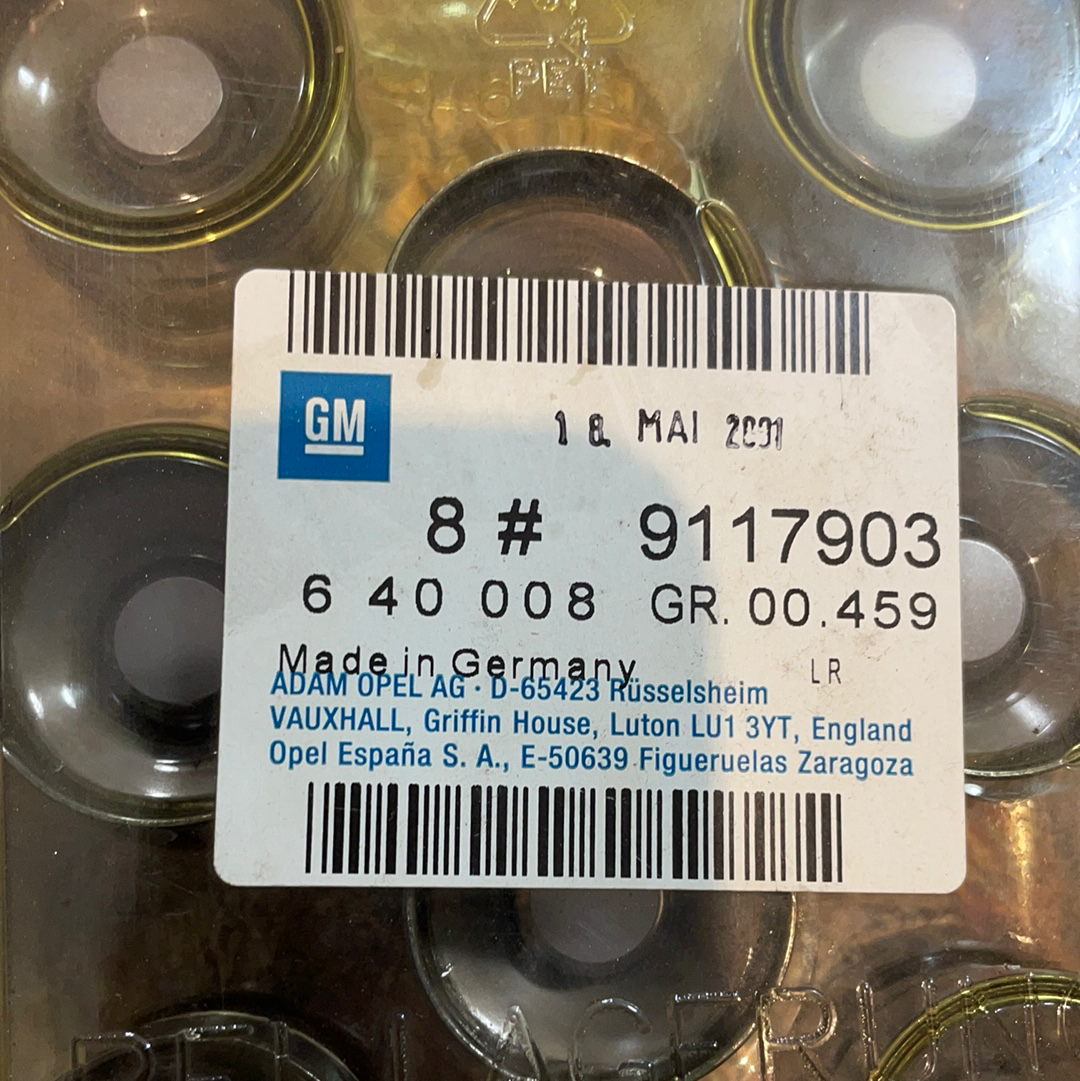 PET
GM
18 MAI 2001
8 # 9117903
6 40 008 GR. 00.459
Made in Germany LR
ADAM OPEL AG · D-65423 Rüsselsheim
VAUXHALL, Griffin House, Luton LU1 3YT, England
Opel España S. A., E-50639 Figueruelas Zaragoza